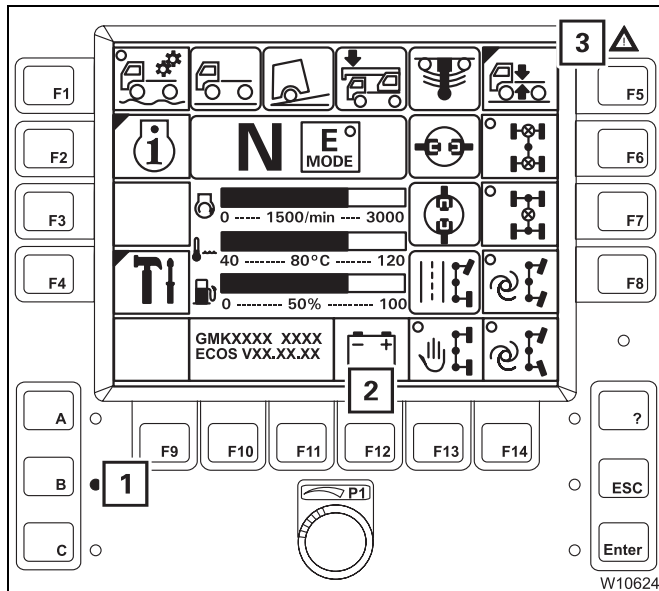 3
F1
F5
F2
i
N
E
MODE
F6
F3
0 ----- 1500/min ---- 3000
F7
40 ----- 80°C ------- 120
F4
F8
0 -------- 50% -------- 100
GMKXXXX XXXX
ECOS VXX.XX.XX
- +
2
A
?
F9 F10 F11 F12 F13 F14
B
1
P1
ESC
C
Enter
W10624